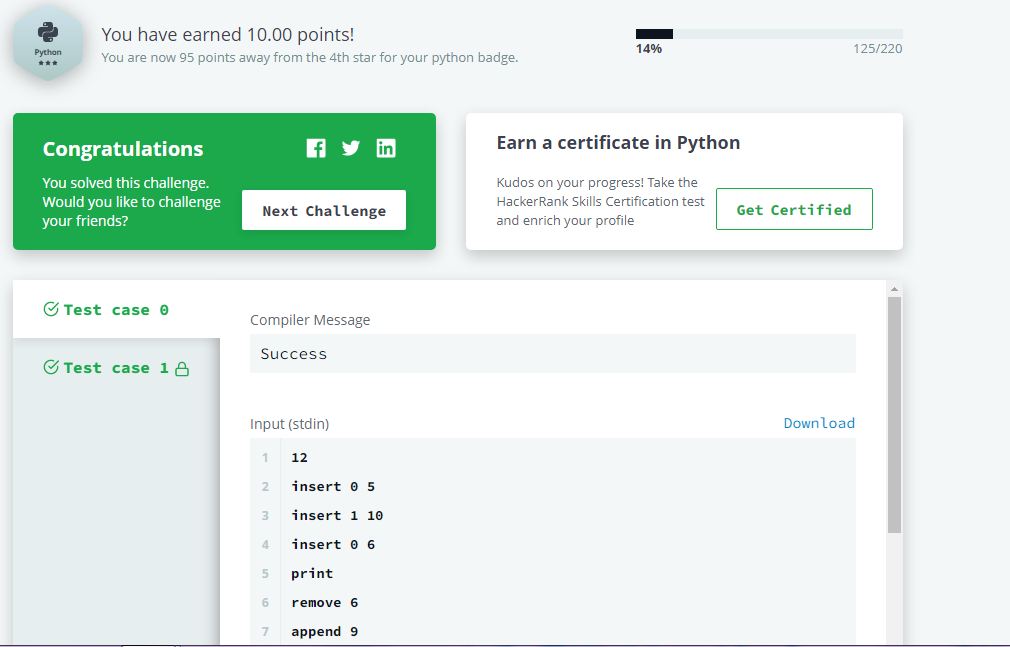 Python
You have earned 10.00 points!
You are now 95 points away from the 4th star for your python badge.
14%
125/220
Congratulations
You solved this challenge.
Would you like to challenge
your friends?
Next Challenge
Earn a certificate in Python
Kudos on your progress! Take the
HackerRank Skills Certification test
and enrich your profile
Get Certified
Test case 0
Test case 1
Compiler Message
Success
Input (stdin)
Download
1 12
2 insert 0 5
3 insert 1 10
4 insert 0 6
5 print
6 remove 6
7 append 9